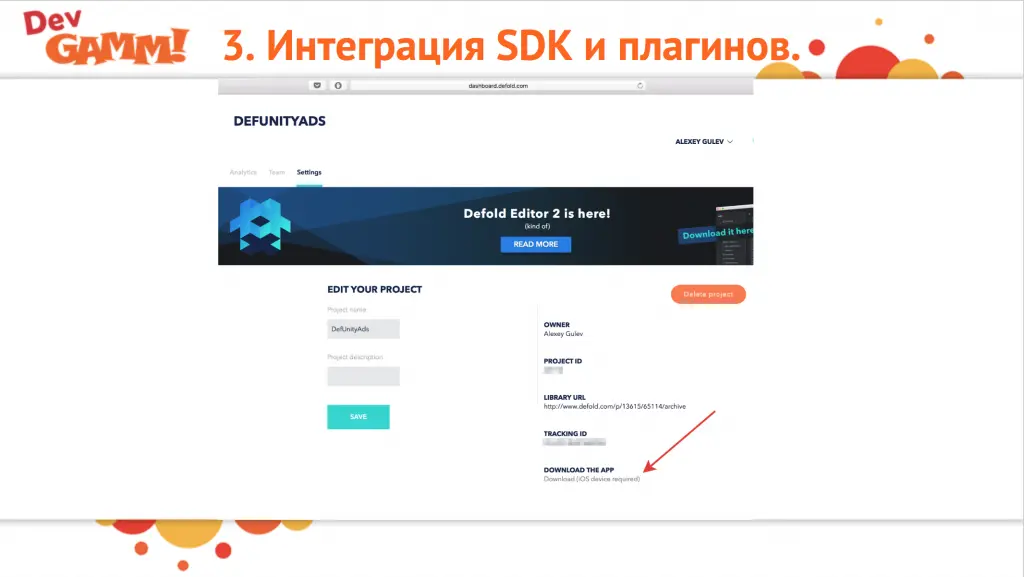 Dev
GAMM!
3. Интеграция SDK и плагинов.
dashboard.defold.com
DEFUNITYADS
ALEXEY GULEV
Analytics Team Settings
Defold Editor 2 is here!
(kind of)
READ MORE
Download it here
EDIT YOUR PROJECT
Delete project
Project name
DefUnityAds
Project description
SAVE
OWNER
Alexey Gulev
PROJECT ID
LIBRARY URL
http://www.defold.com/p/13615/65114/archive
TRACKING ID
DOWNLOAD THE APP
Download (iOS device required)